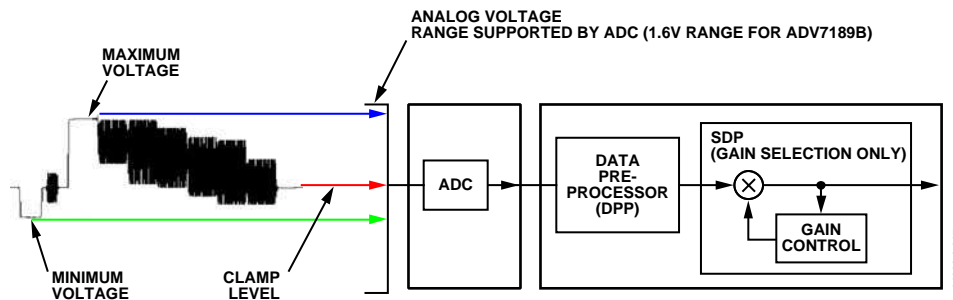 ANALOG VOLTAGE
RANGE SUPPORTED BY ADC (1.6V RANGE FOR ADV7189B)
MAXIMUM
VOLTAGE
SDP
(GAIN SELECTION ONLY)
DATA
PRE-
PROCESSOR
(DPP)
ADC
GAIN
CONTROL
MINIMUM
VOLTAGE
CLAMP
LEVEL